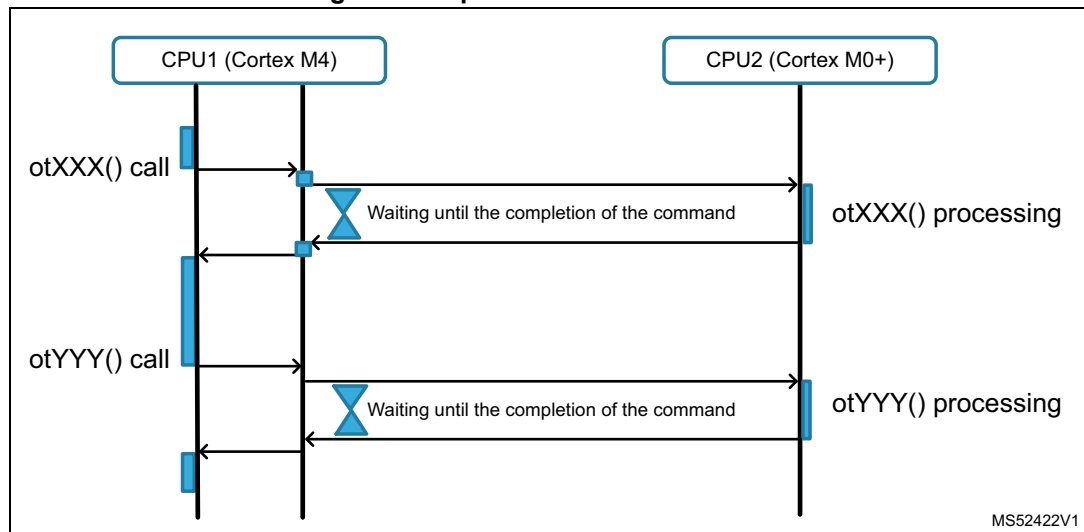 CPU1 (Cortex M4)
CPU2 (Cortex M0+)
otXXX() call
Waiting until the completion of the command
otXXX() processing
otYYY() call
Waiting until the completion of the command
otYYY() processing
MS52422V1